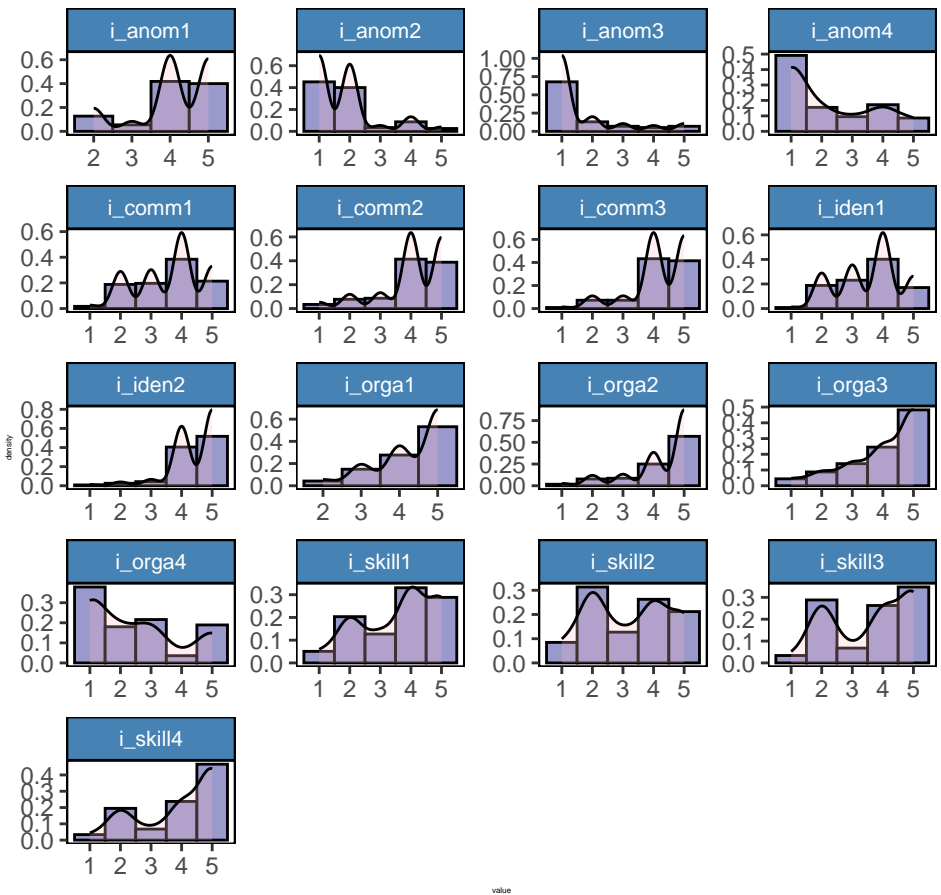 i_anom1
0.6
0.4
0.2
0.0
2 3 4 5
i_anom2
0.6
0.4
0.2
0.0
1 2 3 4 5
i_anom3
1.00
0.75
0.50
0.25
0.00
1 2 3 4 5
i_anom4
0.5
0.4
0.3
0.2
0.1
0.0
1 2 3 4 5
i_comm1
0.6
0.4
0.2
0.0
1 2 3 4 5
i_comm2
0.6
0.4
0.2
0.0
1 2 3 4 5
i_comm3
0.6
0.4
0.2
0.0
1 2 3 4 5
i_iden1
0.6
0.4
0.2
0.0
1 2 3 4 5
density
i_iden2
0.8
0.6
0.4
0.2
0.0
1 2 3 4 5
i_orga1
0.6
0.4
0.2
0.0
2 3 4 5
i_orga2
0.75
0.50
0.25
0.00
1 2 3 4 5
i_orga3
0.5
0.4
0.3
0.2
0.1
0.0
1 2 3 4 5
i_orga4
0.3
0.2
0.1
0.0
1 2 3 4 5
i_skill1
0.3
0.2
0.1
0.0
1 2 3 4 5
i_skill2
0.3
0.2
0.1
0.0
1 2 3 4 5
i_skill3
0.3
0.2
0.1
0.0
1 2 3 4 5
i_skill4
0.4
0.3
0.2
0.1
0.0
1 2 3 4 5
value